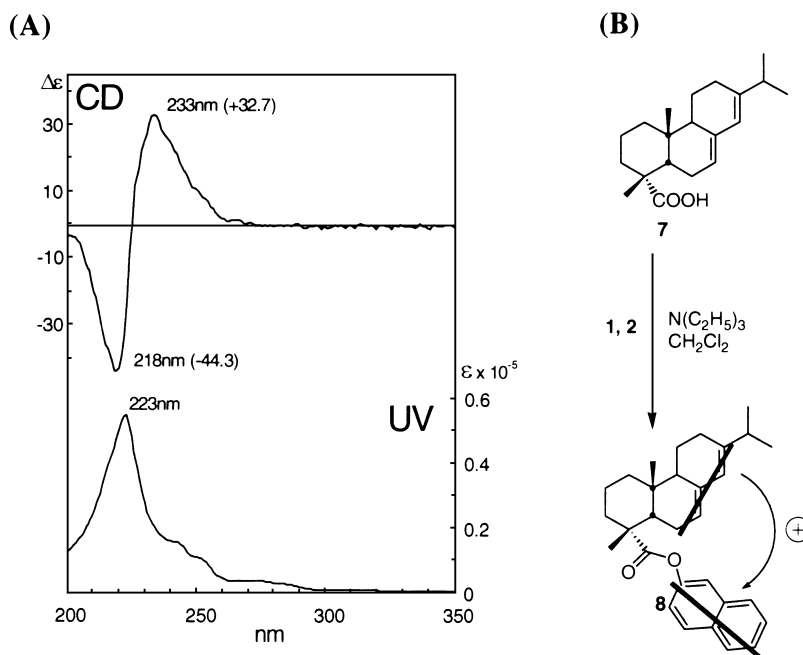 (A)
Δε
CD
233nm (+32.7)
30
10
-10
-30
218nm (-44.3)
223nm
ε x 10⁻⁵
UV
0.6
0.4
0.2
0
200
250
300
350
nm
(B)
COOH
7
1, 2
N(C₂H₅)₃
CH₂Cl₂
+
O
O
8